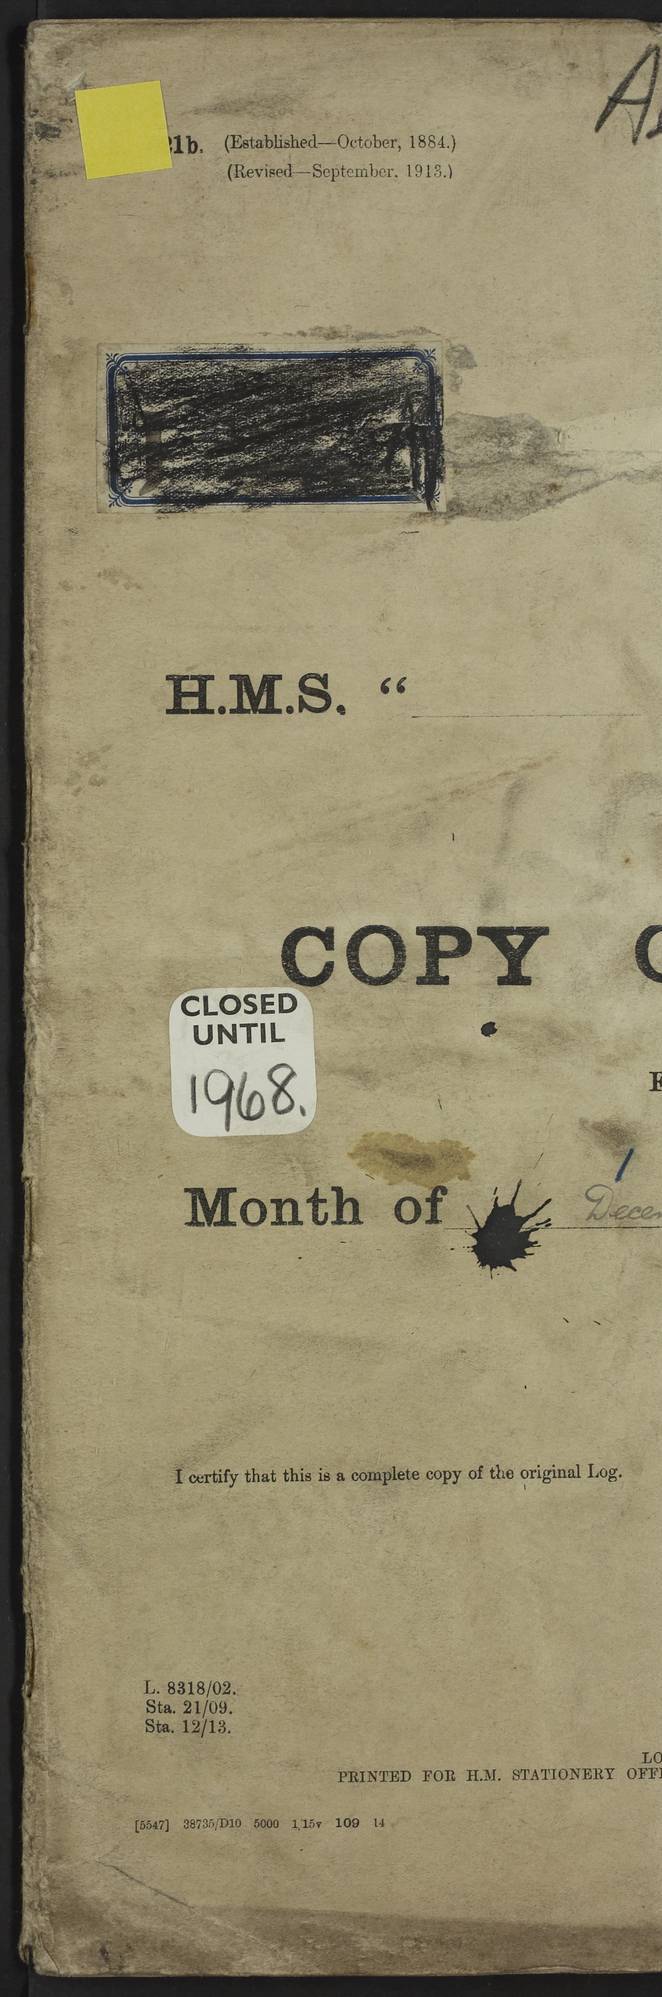 1b. (Established—October, 1884.)
(Revised—September, 1913.)
H.M.S. “
COPY
CLOSED
UNTIL
1968.
Month of
I certify that this is a complete copy of the original Log.
L. 8318/02.
Sta. 21/09.
Sta. 12/13.
PRINTED FOR H.M. STATIONERY
[5547] 38735/D10 5000 1/15v 109 14